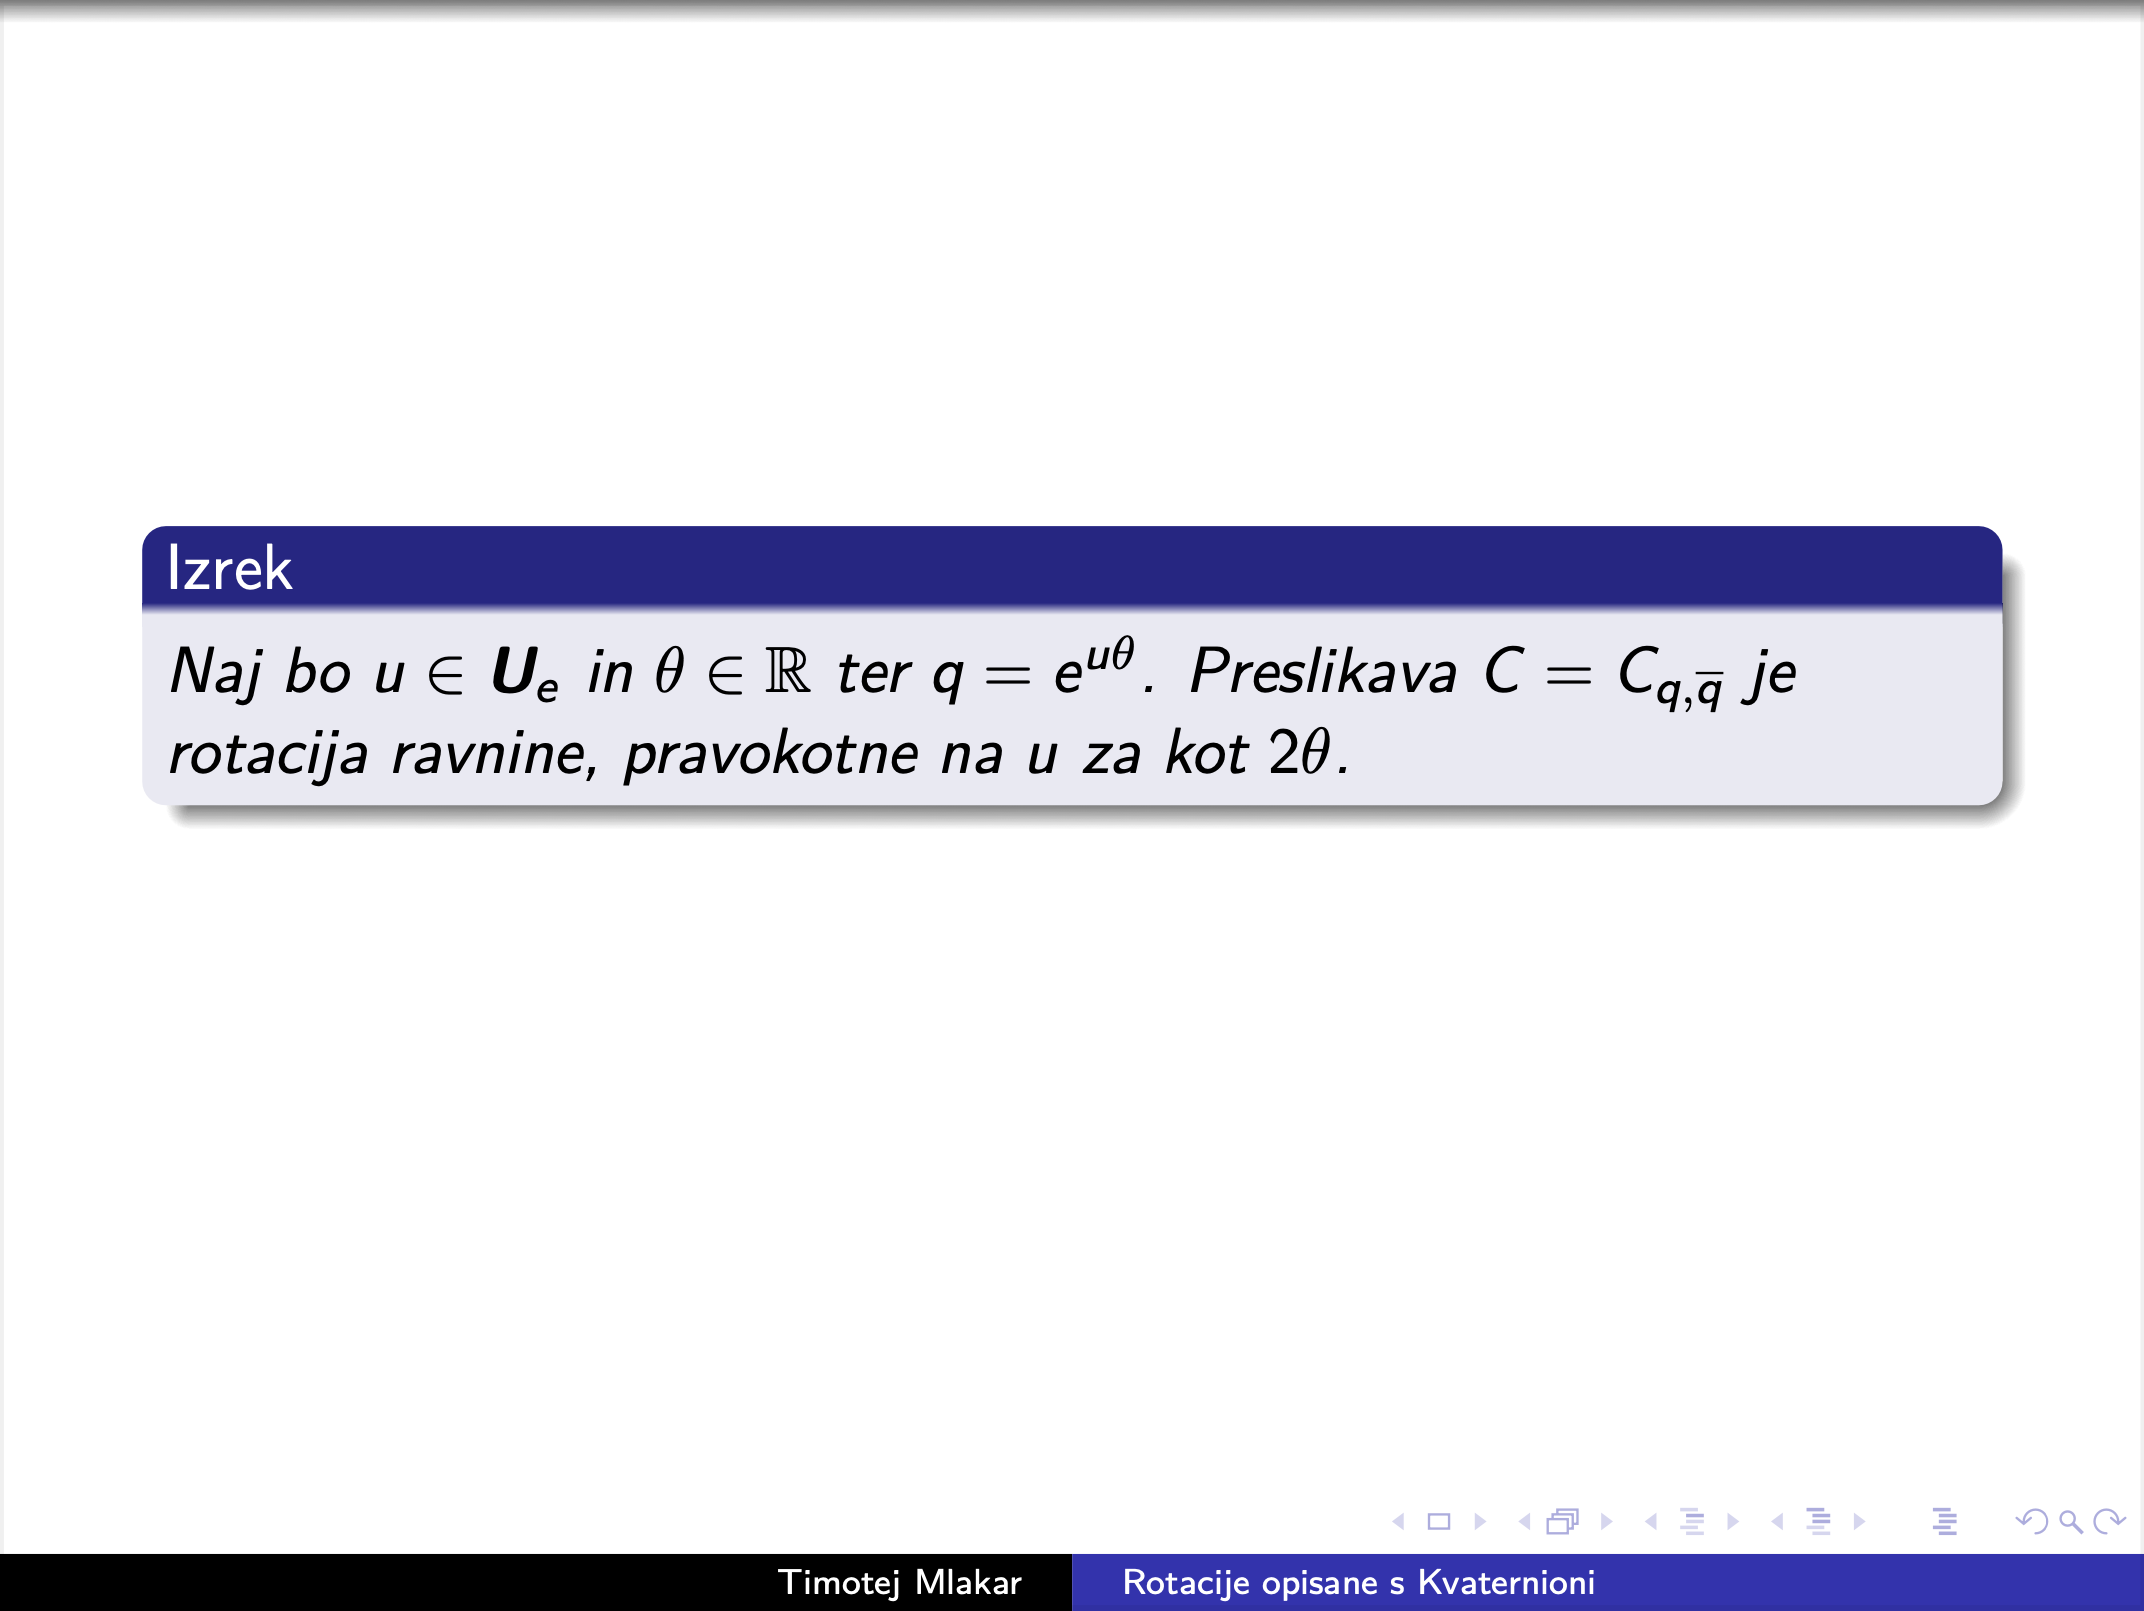 Izrek
Naj bo u ∈ U_e in θ ∈ ℝ ter q = e^{uθ}. Preslikava C = C_{q,q̅} je
rotacija ravnine, pravokotne na u za kot 2θ.
Timotej Mlakar
Rotacije opisane s Kvaternioni